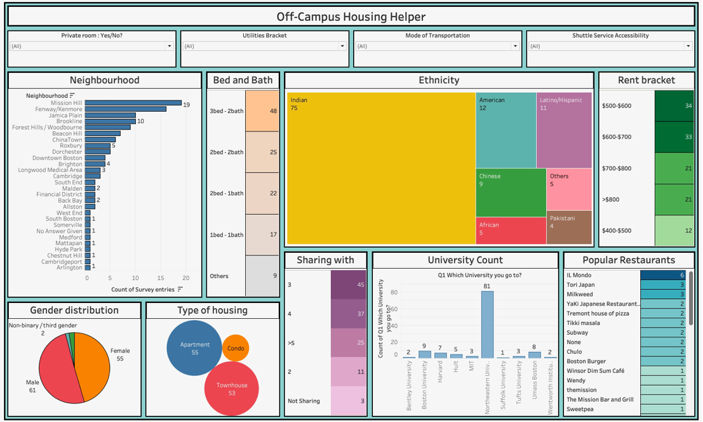 Off-Campus Housing Helper
Private room : Yes/No?
(All)
Utilities Bracket
(All)
Mode of Transportation
(All)
Shuttle Service Accessibility
(All)
Neighbourhood
Neighbourhood
Mission Hill 19
Fenway/Kenmore
Jamica Plain
Brookline 10
Forest Hills / Woodbourne
Beacon Hill
ChinaTown
Roxbury 5
Dorchester
Downtown Boston
Brighton 4
Longwood Medical Area
Cambridge 3
South End
Malden 2
Financial District
Back Bay 2
Allston
West End
South Boston 1
Somerville
No Answer Given 1
Medford
Mattapan 1
Hyde Park
Chestnut Hill 1
Cambridgeport
Arlington 1
0 5 10 15 20
Count of Survey entries
Bed and Bath
3bed - 2bath 48
2bed - 2bath 25
2bed - 1bath 22
1bed - 1bath 17
Others 9
Ethnicity
Indian
75
American
12
Latino/Hispanic
11
Chinese
9
Others
5
African
5
Pakistani
4
Rent bracket
$500-$600 34
$600-$700 33
$700-$800 21
>$800 21
$400-$500 12
Gender distribution
Non-binary / third gender
2
Female
55
Male
61
Type of housing
Apartment
55
Condo
Townhouse
53
Sharing with
3 45
4 37
>5 25
2 11
Not Sharing 3
University Count
Q1 Which University you go to?
Count of Q1 Which University you go to?
80
60
40
20
0
2 9 7 5 3 81 1 3 8 2
Bentley University
Boston University
Harvard
Hult
MIT
Northeastern Univ..
Suffolk University
Tufts University
Umass Boston
Wentworth Institu..
Popular Restaurants
IL Mondo 6
Tori Japan 3
Milkweed 3
YaKi Japanese Restaurant.. 2
Tremont house of pizza 2
Tikki masala 2
Subway 2
None 2
Chulo 2
Boston Burger 2
Winsor Dim Sum Café 1
Wendy 1
themission 1
The Mission Bar and Grill 1
Sweetpea 1